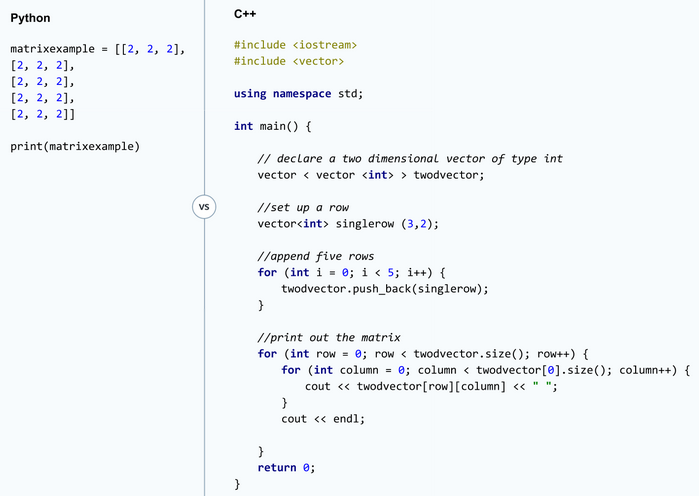 Python
matrixexample = [[2, 2, 2],
[2, 2, 2],
[2, 2, 2],
[2, 2, 2],
[2, 2, 2]]
print(matrixexample)
vs
C++
#include <iostream>
#include <vector>
using namespace std;
int main() {
// declare a two dimensional vector of type int
vector < vector <int> > twodvector;
//set up a row
vector<int> singlerow (3,2);
//append five rows
for (int i = 0; i < 5; i++) {
twodvector.push_back(singlerow);
}
//print out the matrix
for (int row = 0; row < twodvector.size(); row++) {
for (int column = 0; column < twodvector[0].size(); column++) {
cout << twodvector[row][column] << " ";
}
cout << endl;
}
return 0;
}